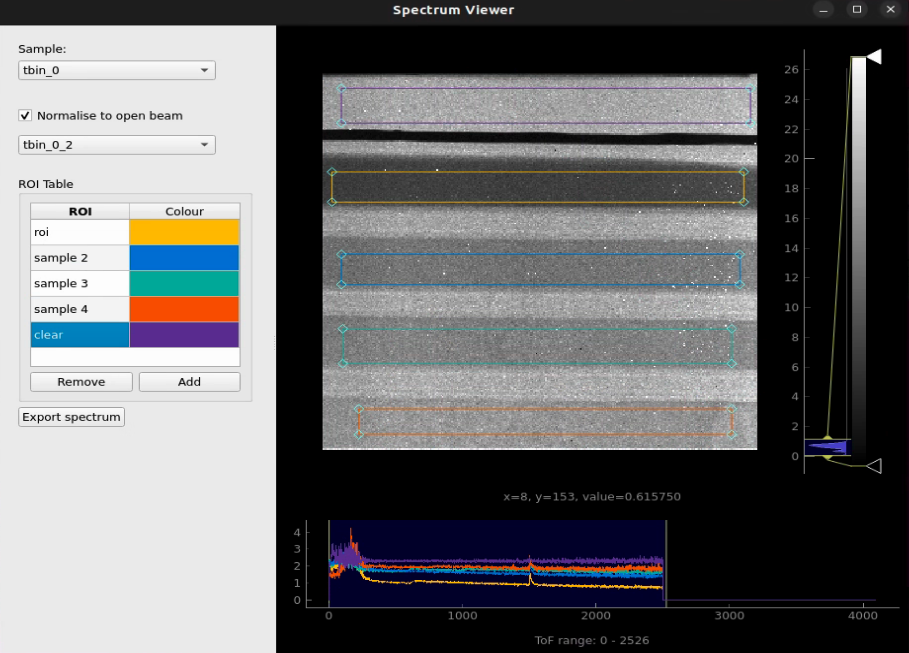 Spectrum Viewer
Sample:
tbin_0
Normalise to open beam
tbin_0_2
ROI Table
ROI Colour
roi
sample 2
sample 3
sample 4
clear
Remove Add
Export spectrum
26
24
22
20
18
16
14
12
10
8
6
4
2
0
x=8, y=153, value=0.615750
4
3
2
1
0
0 1000 2000 3000 4000
ToF range: 0 - 2526